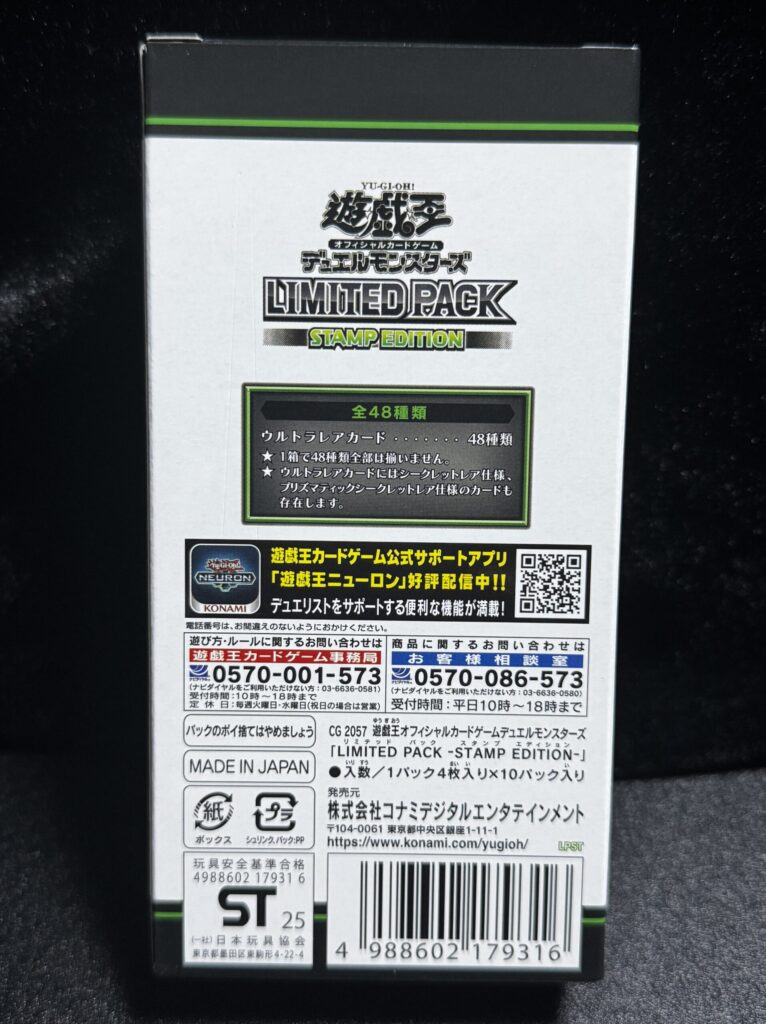 YU-GI-OH!
遊戯王
オフィシャルカードゲーム
デュエルモンスターズ
LIMITED PACK
STAMP EDITION
全48種類
ウルトラレアカード・・・・・・・48種類
★ 1箱で48種類全部は揃いません。
★ ウルトラレアカードにはシークレットレア仕様、
プリズマティックシークレットレア仕様のカードも
存在します。
Yu-Gi-Oh!
NEURON
KONAMI
遊戯王カードゲーム公式サポートアプリ
「遊戯王ニューロン」好評配信中!!
デュエリストをサポートする便利な機能が満載!
電話番号は、お間違えのないようにおかけください。
遊び方・ルールに関するお問い合わせは
遊戯王カードゲーム事務局
ナビダイヤル
0570-001-573
(ナビダイヤルをご利用いただけない方:03-6636-0581)
受付時間:10時〜18時まで
定休日:毎週火曜日・水曜日(祝日の場合は営業)
商品に関するお問い合わせは
お客様相談室
ナビダイヤル
0570-086-573
(ナビダイヤルをご利用いただけない方:03-6636-0580)
受付時間:平日10時〜18時まで
パックのポイ捨てはやめましょう
MADE IN JAPAN
紙
ボックス
プラ
シュリンク,パック:PP
CG 2057 遊戯王オフィシャルカードゲームデュエルモンスターズ
「LIMITED PACK -STAMP EDITION-」
●入数/1パック4枚入り×10パック入り
発売元
株式会社コナミデジタルエンタテインメント
〒104-0061 東京都中央区銀座1-11-1
https://www.konami.com/yugioh/
LPST
玩具安全基準合格
4988602 17931 6
ST 25
(一社)日本玩具協会
東京都墨田区東駒形4-22-4
4 988602 179316